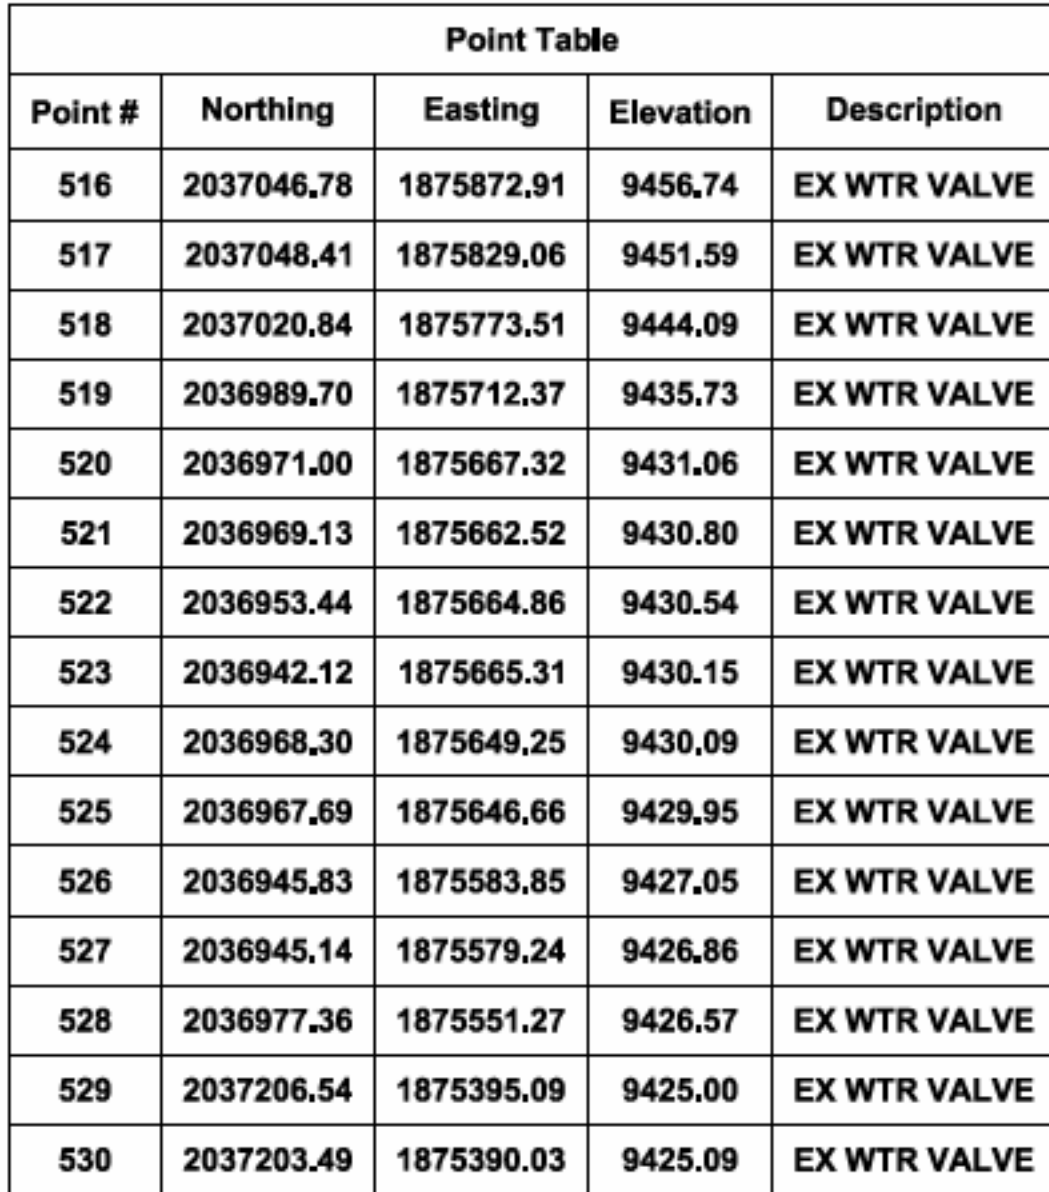 Point Table
Point # Northing Easting Elevation Description
516 2037046.78 1875872.91 9456.74 EX WTR VALVE
517 2037048.41 1875829.06 9451.59 EX WTR VALVE
518 2037020.84 1875773.51 9444.09 EX WTR VALVE
519 2036989.70 1875712.37 9435.73 EX WTR VALVE
520 2036971.00 1875667.32 9431.06 EX WTR VALVE
521 2036969.13 1875662.52 9430.80 EX WTR VALVE
522 2036953.44 1875664.86 9430.54 EX WTR VALVE
523 2036942.12 1875665.31 9430.15 EX WTR VALVE
524 2036968.30 1875649.25 9430.09 EX WTR VALVE
525 2036967.69 1875646.66 9429.95 EX WTR VALVE
526 2036945.83 1875583.85 9427.05 EX WTR VALVE
527 2036945.14 1875579.24 9426.86 EX WTR VALVE
528 2036977.36 1875551.27 9426.57 EX WTR VALVE
529 2037206.54 1875395.09 9425.00 EX WTR VALVE
530 2037203.49 1875390.03 9425.09 EX WTR VALVE